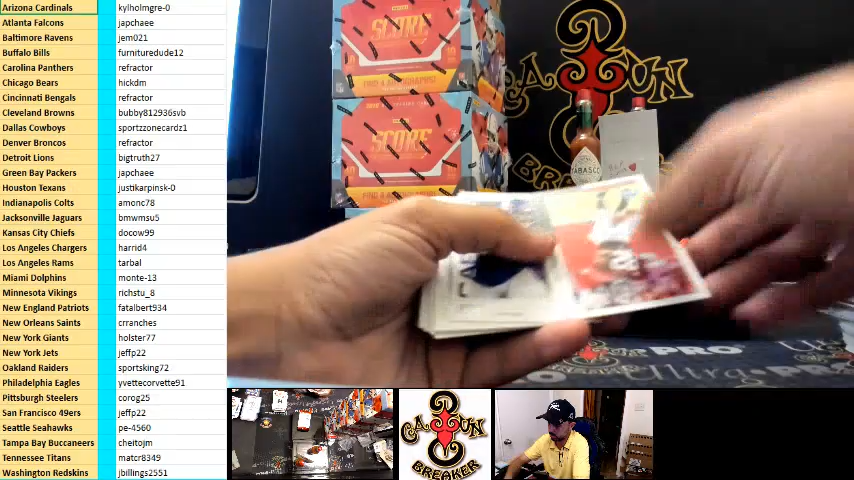 Arizona Cardinals kylholmgre-0
Atlanta Falcons japchaee
Baltimore Ravens jem021
Buffalo Bills furnituredude12
Carolina Panthers refractor
Chicago Bears hickdm
Cincinnati Bengals refractor
Cleveland Browns bubby812936svb
Dallas Cowboys sportzzonecardz1
Denver Broncos refractor
Detroit Lions bigtruth27
Green Bay Packers japchaee
Houston Texans justikarpinsk-0
Indianapolis Colts amonc78
Jacksonville Jaguars bmwmsu5
Kansas City Chiefs docow99
Los Angeles Chargers harrid4
Los Angeles Rams tarbal
Miami Dolphins monte-13
Minnesota Vikings richstu_8
New England Patriots fatalbert934
New Orleans Saints crranches
New York Giants holster77
New York Jets jeffp22
Oakland Raiders sportsking72
Philadelphia Eagles yvettecorvette91
Pittsburgh Steelers corog25
San Francisco 49ers jeffp22
Seattle Seahawks pe-4560
Tampa Bay Buccaneers cheitojm
Tennessee Titans matcr8349
Washington Redskins jbillings2551
SCORE
SCORE
TABASCO
PRO
CAJUN
BREAKER